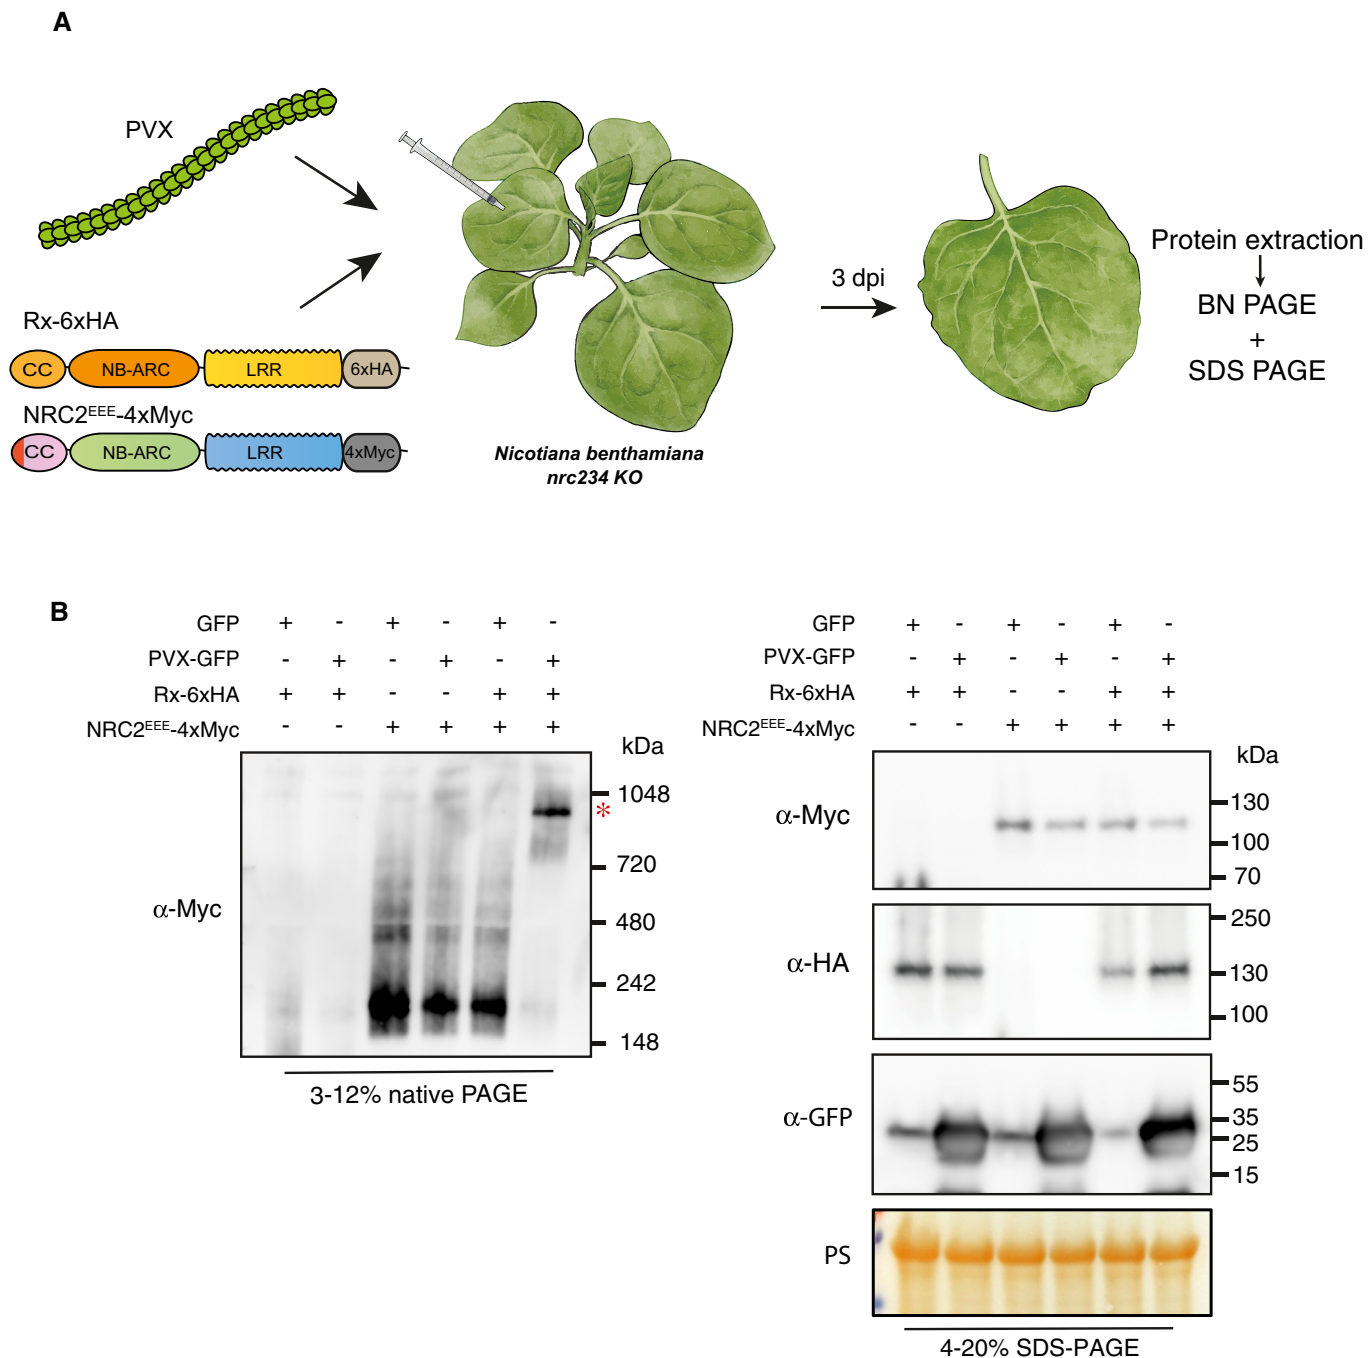 A
PVX
Rx-6xHA
CC NB-ARC LRR 6xHA
NRC2ᴱᴱᴱ-4xMyc
CC NB-ARC LRR 4xMyc
Nicotiana benthamiana
nrc234 KO
3 dpi
Protein extraction
BN PAGE
+
SDS PAGE
B
GFP + - + - + -
PVX-GFP - + - + - +
Rx-6xHA + + - - + +
NRC2ᴱᴱᴱ-4xMyc - - + + + +
kDa
1048
*
720
480
242
148
α-Myc
3-12% native PAGE
GFP + - + - + -
PVX-GFP - + - + - +
Rx-6xHA + + - - + +
NRC2ᴱᴱᴱ-4xMyc - - + + + +
kDa
α-Myc
130
100
70
α-HA
250
130
100
α-GFP
55
35
25
15
PS
4-20% SDS-PAGE